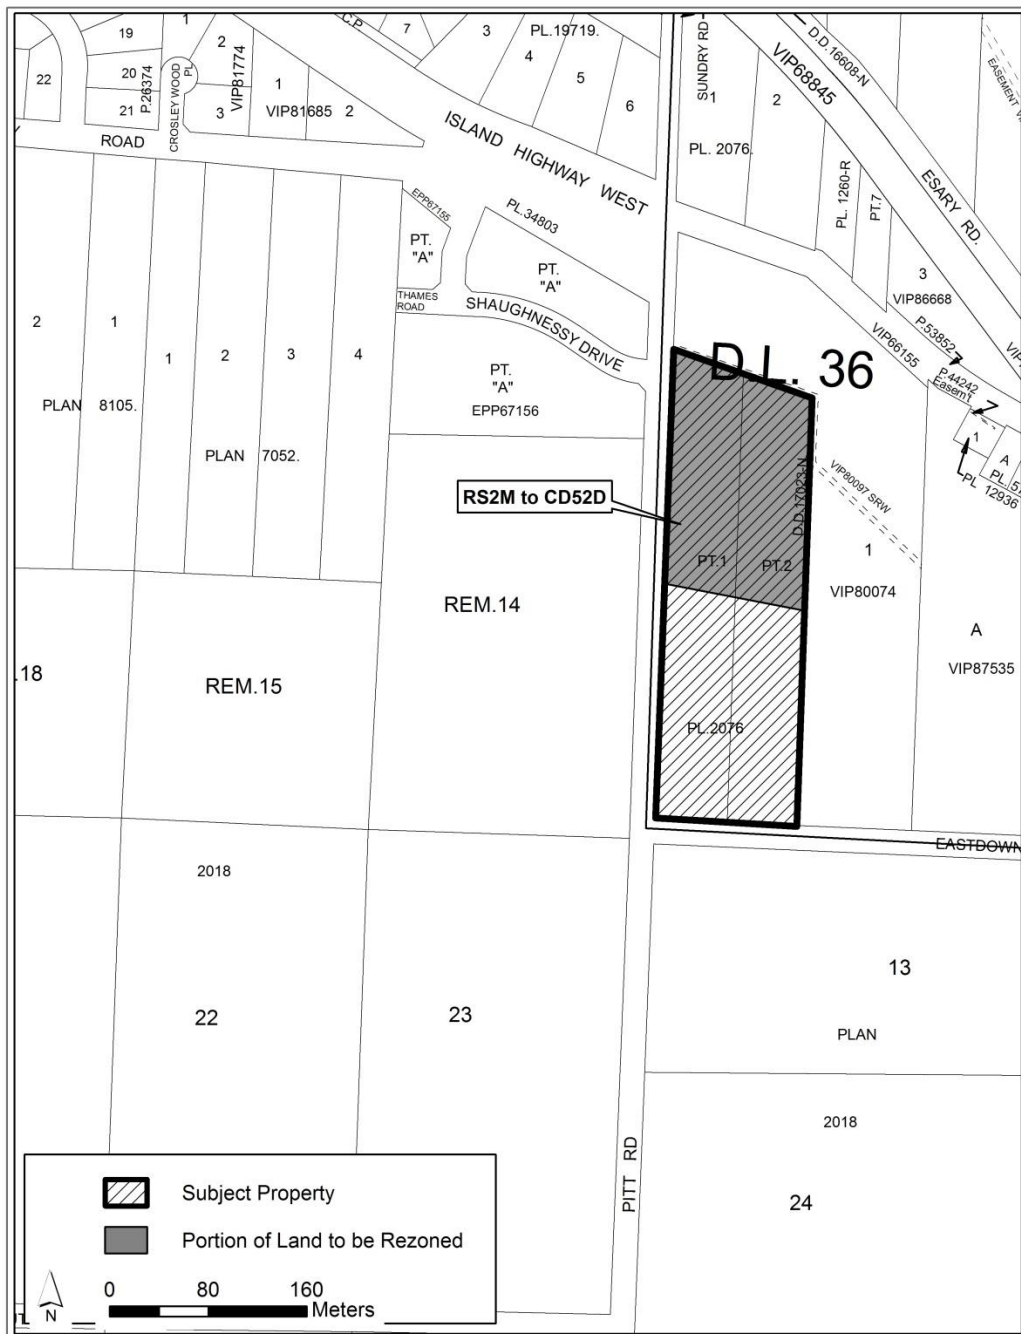 19
1
2
C.P.
7
3
PL.19719.
4
5
6
20
P.26374
21
22
CROSLEY WOOD
PL
2
VIP81774
3
1
VIP81685
2
ROAD
ISLAND HIGHWAY WEST
SUNDRY RD
1
2
PL. 2076.
D.D.16608-N
VIP68845
ESARY RD.
EASEMENT
PL. 1260-R
PT.7
3
VIP86668
P.53852
VIP66155
P.44242
Easem't
7
7
1
A
PL 12936
EPP67155
PT.
"A"
PL.34803
PT.
"A"
THAMES
ROAD
SHAUGHNESSY DRIVE
PT.
"A"
EPP67156
D.L. 36
2
1
1
2
3
4
PLAN 8105.
PLAN 7052.
RS2M to CD52D
D.D.17023-N
VIP80097 SRW
PT.1
PT.2
1
VIP80074
A
VIP87535
PL.2076
REM.14
REM.15
.18
EASTDOWN
2018
22
23
13
PLAN
2018
24
PITT RD
Subject Property
Portion of Land to be Rezoned
0 80 160
Meters
N